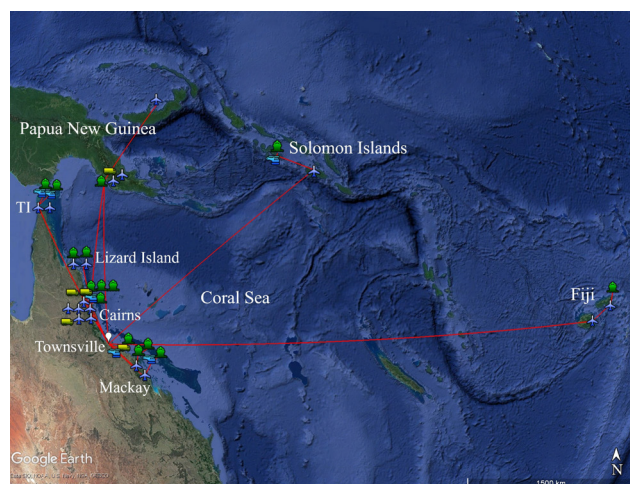 Papua New Guinea
Solomon Islands
TI
Lizard Island
Coral Sea
Fiji
Cairns
Townsville
Mackay
Google Earth
N
1500 km